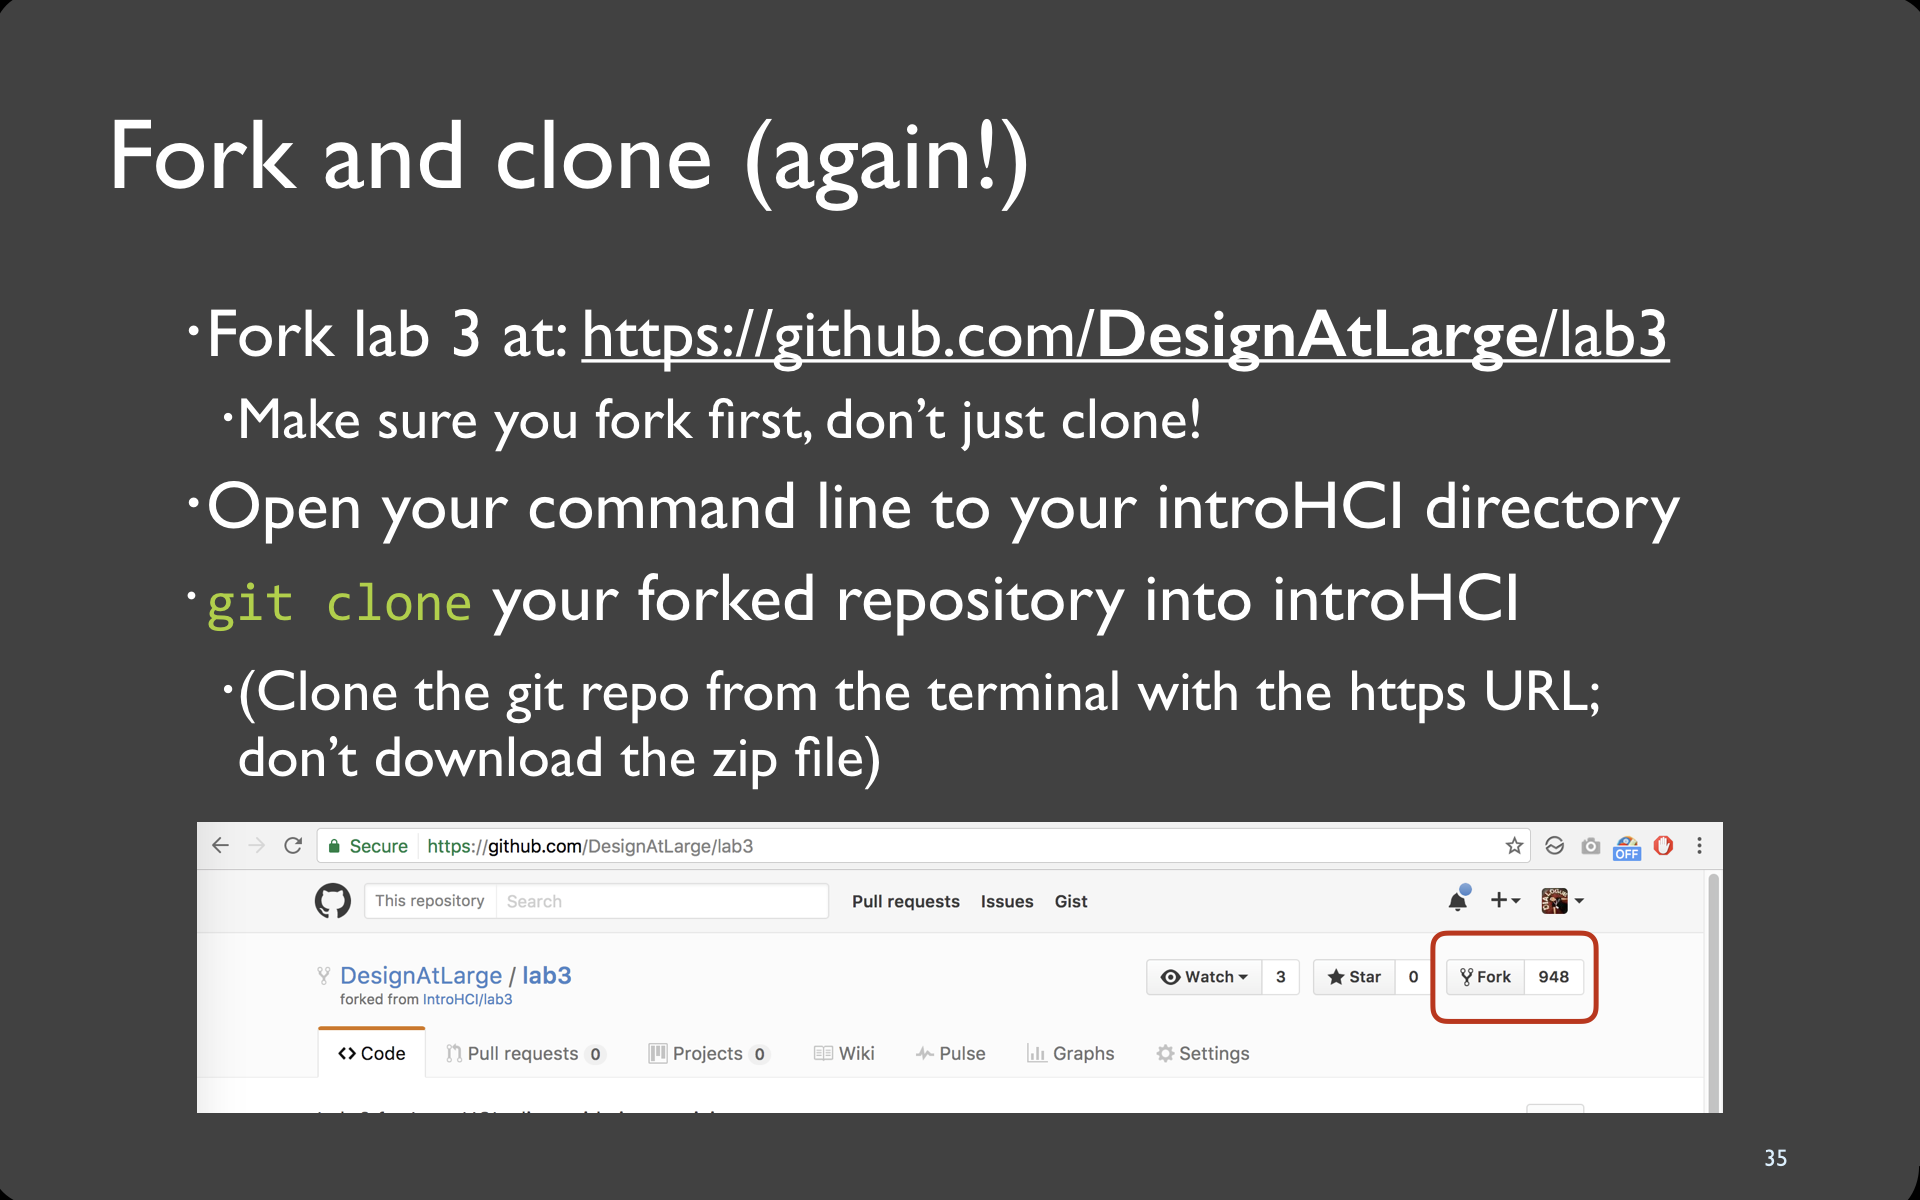 Fork and clone (again!)
•Fork lab 3 at: https://github.com/DesignAtLarge/lab3
•Make sure you fork first, don’t just clone!
•Open your command line to your introHCI directory
•git clone your forked repository into introHCI
•(Clone the git repo from the terminal with the https URL;
don’t download the zip file)
Secure https://github.com/DesignAtLarge/lab3 OFF
This repository Search Pull requests Issues Gist
DesignAtLarge / lab3 Watch 3 Star 0 Fork 948
forked from IntroHCI/lab3
Code Pull requests 0 Projects 0 Wiki Pulse Graphs Settings
35